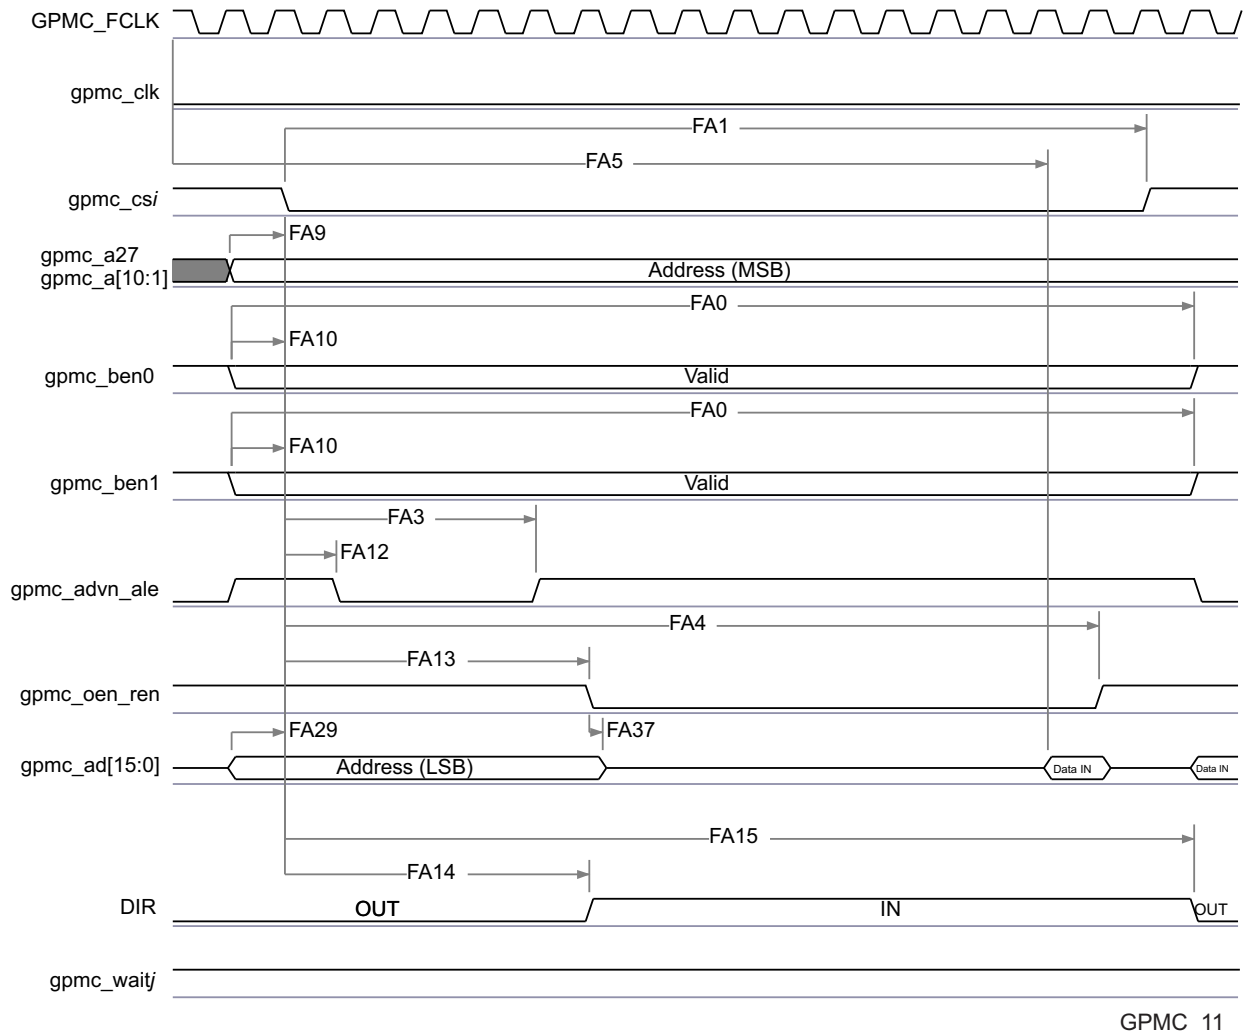 GPMC_FCLK
gpmc_clk
FA1
FA5
gpmc_csi
FA9
gpmc_a27
gpmc_a[10:1]
Address (MSB)
FA0
FA10
gpmc_ben0
Valid
FA0
FA10
gpmc_ben1
Valid
FA3
FA12
gpmc_advn_ale
FA4
FA13
gpmc_oen_ren
FA29
FA37
gpmc_ad[15:0]
Address (LSB)
Data IN
Data IN
FA15
FA14
DIR
OUT
IN
OUT
gpmc_waitj
GPMC_11